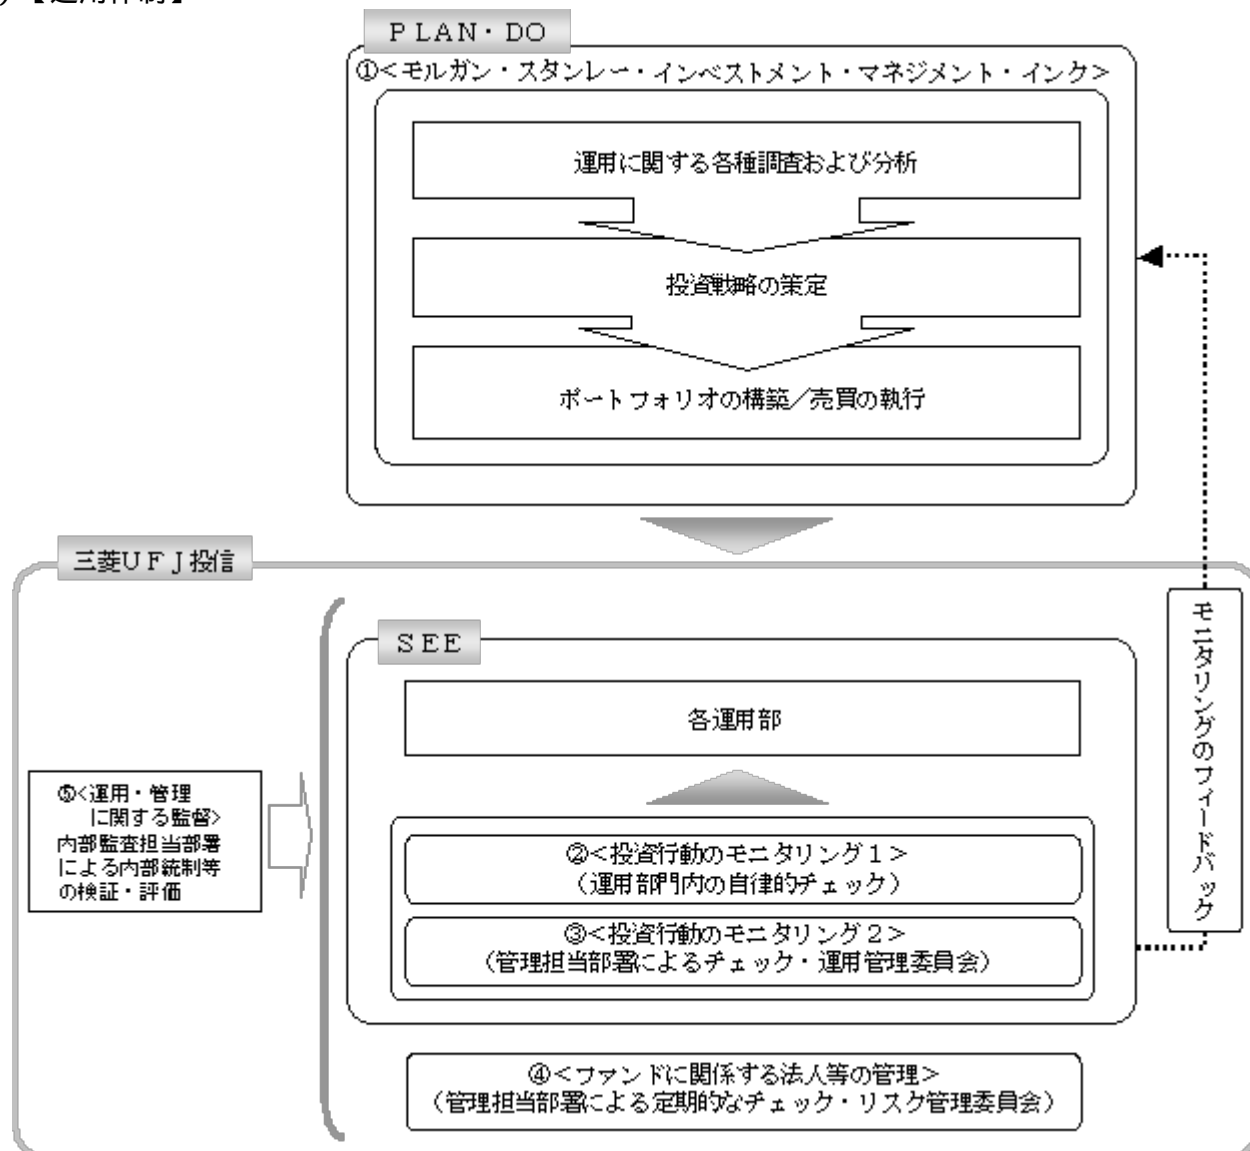 ）【運用体制】
ＰＬＡＮ・ＤＯ
①＜モルガン・スタンレー・インベストメント・マネジメント・インク＞
運用に関する各種調査および分析
投資戦略の策定
ポートフォリオの構築／売買の執行
三菱ＵＦＪ投信
ＳＥＥ
各運用部
⑤＜運用・管理
に関する監督＞
内部監査担当部署
による内部統制等
の検証・評価
②＜投資行動のモニタリング１＞
（運用部門内の自律的チェック）
③＜投資行動のモニタリング２＞
（管理担当部署によるチェック・運用管理委員会）
④＜ファンドに関係する法人等の管理＞
（管理担当部署による定期的なチェック・リスク管理委員会）
モニタリングのフィードバック